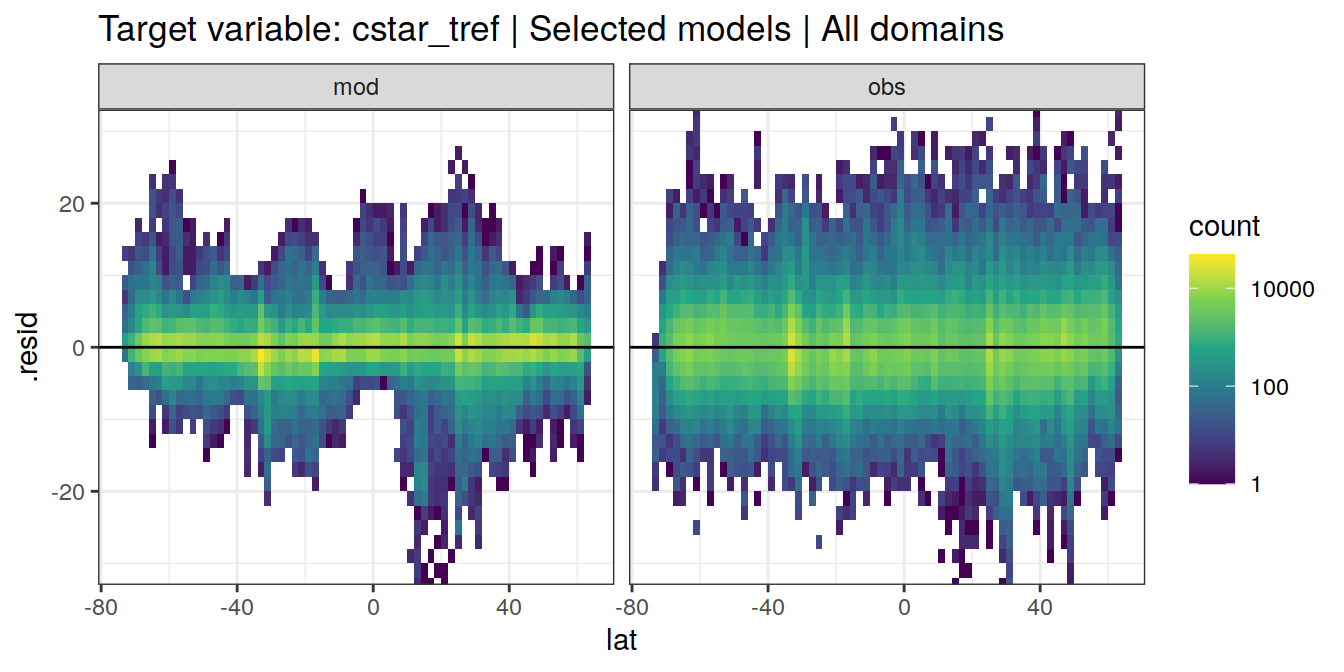 Target variable: cstar_tref | Selected models | All domains
mod
obs
.resid
20
0
-20
-80
-40
0
40
-80
-40
0
40
lat
count
10000
100
1